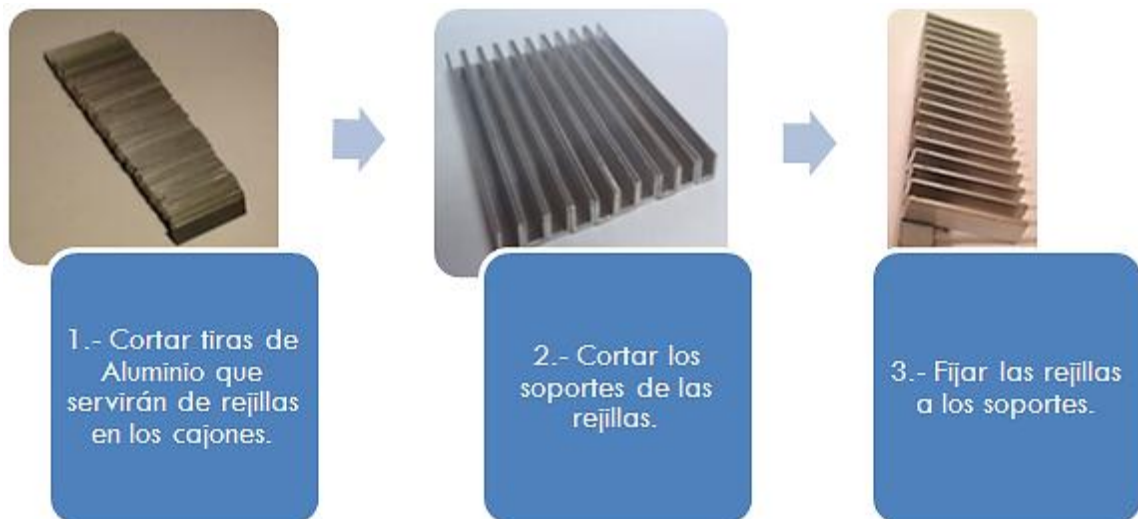 1.- Cortar tiras de
Aluminio que
servirán de rejillas
en los cajones.
2.- Cortar los
soportes de las
rejillas.
3.- Fijar las rejillas
a los soportes.